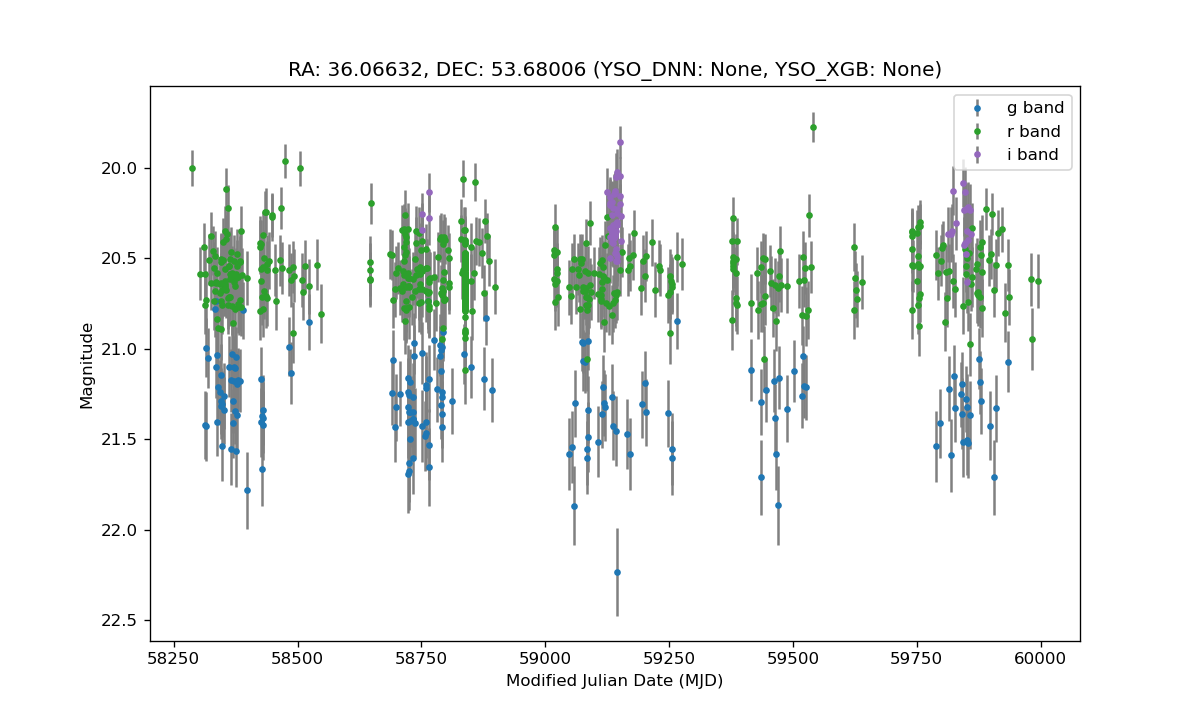 RA: 36.06632, DEC: 53.68006 (YSO_DNN: None, YSO_XGB: None)
g band
r band
i band
20.0
20.5
21.0
21.5
22.0
22.5
Magnitude
58250 58500 58750 59000 59250 59500 59750 60000
Modified Julian Date (MJD)